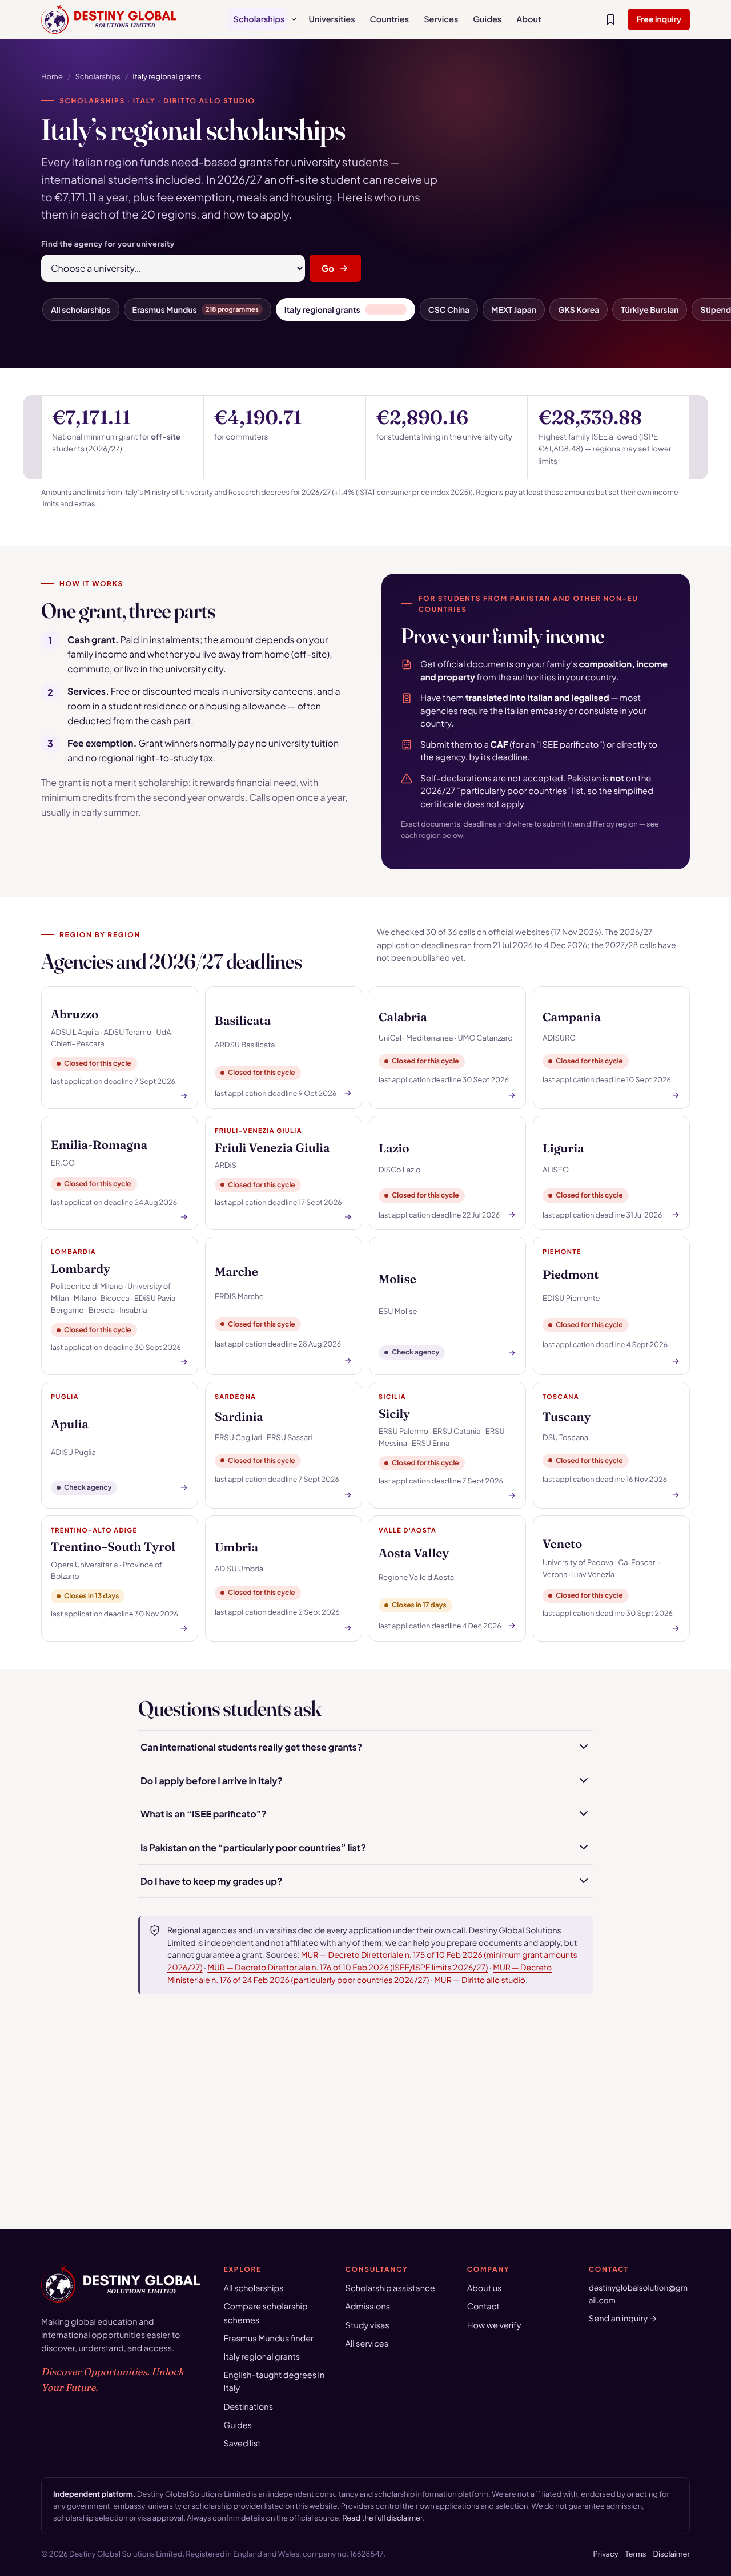 DESTINY GLOBAL
SOLUTIONS LIMITED
Scholarships
Universities
Countries
Services
Guides
About
Free inquiry
Home / Scholarships / Italy regional grants
SCHOLARSHIPS · ITALY · DIRITTO ALLO STUDIO
Italy's regional scholarships
Every Italian region funds need-based grants for university students —
international students included. In 2026/27 an off-site student can receive up
to €7,171.11 a year, plus fee exemption, meals and housing. Here is who runs
them in each of the 20 regions, and how to apply.
Find the agency for your university
Choose a university...
Go →
All scholarships
Erasmus Mundus 218 programmes
Italy regional grants
CSC China
MEXT Japan
GKS Korea
Türkiye Bursları
Stipend
€7,171.11
National minimum grant for off-site
students (2026/27)
€4,190.71
for commuters
€2,890.16
for students living in the university city
€28,339.88
Highest family ISEE allowed (ISPE
€61,608.48) — regions may set lower
limits
Amounts and limits from Italy's Ministry of University and Research decrees for 2026/27 (+1.4% (ISTAT consumer price index 2025)). Regions pay at least these amounts but set their own income
limits and extras.
HOW IT WORKS
One grant, three parts
1 Cash grant. Paid in instalments; the amount depends on your
family income and whether you live away from home (off-site),
commute, or live in the university city.
2 Services. Free or discounted meals in university canteens, and a
room in a student residence or a housing allowance — often
deducted from the cash part.
3 Fee exemption. Grant winners normally pay no university tuition
and no regional right-to-study tax.
The grant is not a merit scholarship: it rewards financial need, with
minimum credits from the second year onwards. Calls open once a year,
usually in early summer.
FOR STUDENTS FROM PAKISTAN AND OTHER NON-EU
COUNTRIES
Prove your family income
Get official documents on your family's composition, income
and property from the authorities in your country.
Have them translated into Italian and legalised — most
agencies require the Italian embassy or consulate in your
country.
Submit them to a CAF (for an "ISEE parificato") or directly to
the agency, by its deadline.
Self-declarations are not accepted. Pakistan is not on the
2026/27 "particularly poor countries" list, so the simplified
certificate does not apply.
Exact documents, deadlines and where to submit them differ by region — see
each region below.
REGION BY REGION
Agencies and 2026/27 deadlines
We checked 30 of 36 calls on official websites (17 Nov 2026). The 2026/27
application deadlines ran from 21 Jul 2026 to 4 Dec 2026; the 2027/28 calls have
not been published yet.
Abruzzo
ADSU L'Aquila · ADSU Teramo · UdA
Chieti–Pescara
Closed for this cycle
last application deadline 7 Sept 2026
→
Basilicata
ARDSU Basilicata
Closed for this cycle
last application deadline 9 Oct 2026 →
Calabria
UniCal · Mediterranea · UMG Catanzaro
Closed for this cycle
last application deadline 30 Sept 2026
→
Campania
ADISURC
Closed for this cycle
last application deadline 10 Sept 2026
→
Emilia-Romagna
ER.GO
Closed for this cycle
last application deadline 24 Aug 2026
→
FRIULI-VENEZIA GIULIA
Friuli Venezia Giulia
ARDiS
Closed for this cycle
last application deadline 17 Sept 2026
→
Lazio
DiSCo Lazio
Closed for this cycle
last application deadline 22 Jul 2026 →
Liguria
ALiSEO
Closed for this cycle
last application deadline 31 Jul 2026 →
LOMBARDIA
Lombardy
Politecnico di Milano · University of
Milan · Milano-Bicocca · EDiSU Pavia ·
Bergamo · Brescia · Insubria
Closed for this cycle
last application deadline 30 Sept 2026
→
Marche
ERDIS Marche
Closed for this cycle
last application deadline 28 Aug 2026
→
Molise
ESU Molise
Check agency →
PIEMONTE
Piedmont
EDISU Piemonte
Closed for this cycle
last application deadline 4 Sept 2026
→
PUGLIA
Apulia
ADISU Puglia
Check agency →
SARDEGNA
Sardinia
ERSU Cagliari · ERSU Sassari
Closed for this cycle
last application deadline 7 Sept 2026
→
SICILIA
Sicily
ERSU Palermo · ERSU Catania · ERSU
Messina · ERSU Enna
Closed for this cycle
last application deadline 7 Sept 2026
→
TOSCANA
Tuscany
DSU Toscana
Closed for this cycle
last application deadline 16 Nov 2026
→
TRENTINO-ALTO ADIGE
Trentino–South Tyrol
Opera Universitaria · Province of
Bolzano
Closes in 13 days
last application deadline 30 Nov 2026
→
Umbria
ADiSU Umbria
Closed for this cycle
last application deadline 2 Sept 2026
→
VALLE D'AOSTA
Aosta Valley
Regione Valle d'Aosta
Closes in 17 days
last application deadline 4 Dec 2026 →
Veneto
University of Padova · Ca' Foscari ·
Verona · Iuav Venezia
Closed for this cycle
last application deadline 30 Sept 2026
→
Questions students ask
Can international students really get these grants?
Do I apply before I arrive in Italy?
What is an "ISEE parificato"?
Is Pakistan on the "particularly poor countries" list?
Do I have to keep my grades up?
Regional agencies and universities decide every application under their own call. Destiny Global Solutions
Limited is independent and not affiliated with any of them; we can help you prepare documents and apply, but
cannot guarantee a grant. Sources: MUR — Decreto Direttoriale n. 175 of 10 Feb 2026 (minimum grant amounts
2026/27) · MUR — Decreto Direttoriale n. 176 of 10 Feb 2026 (ISEE/ISPE limits 2026/27) · MUR — Decreto
Ministeriale n. 176 of 24 Feb 2026 (particularly poor countries 2026/27) · MUR — Diritto allo studio.
DESTINY GLOBAL
SOLUTIONS LIMITED
Making global education and
international opportunities easier to
discover, understand, and access.
Discover Opportunities. Unlock
Your Future.
EXPLORE
All scholarships
Compare scholarship
schemes
Erasmus Mundus finder
Italy regional grants
English-taught degrees in
Italy
Destinations
Guides
Saved list
CONSULTANCY
Scholarship assistance
Admissions
Study visas
All services
COMPANY
About us
Contact
How we verify
CONTACT
destinyglobalsolution@gm
ail.com
Send an inquiry →
Independent platform. Destiny Global Solutions Limited is an independent consultancy and scholarship information platform. We are not affiliated with, endorsed by or acting for
any government, embassy, university or scholarship provider listed on this website. Providers control their own applications and selection. We do not guarantee admission,
scholarship selection or visa approval. Always confirm details on the official source. Read the full disclaimer.
© 2026 Destiny Global Solutions Limited. Registered in England and Wales, company no. 16628547.
Privacy Terms Disclaimer